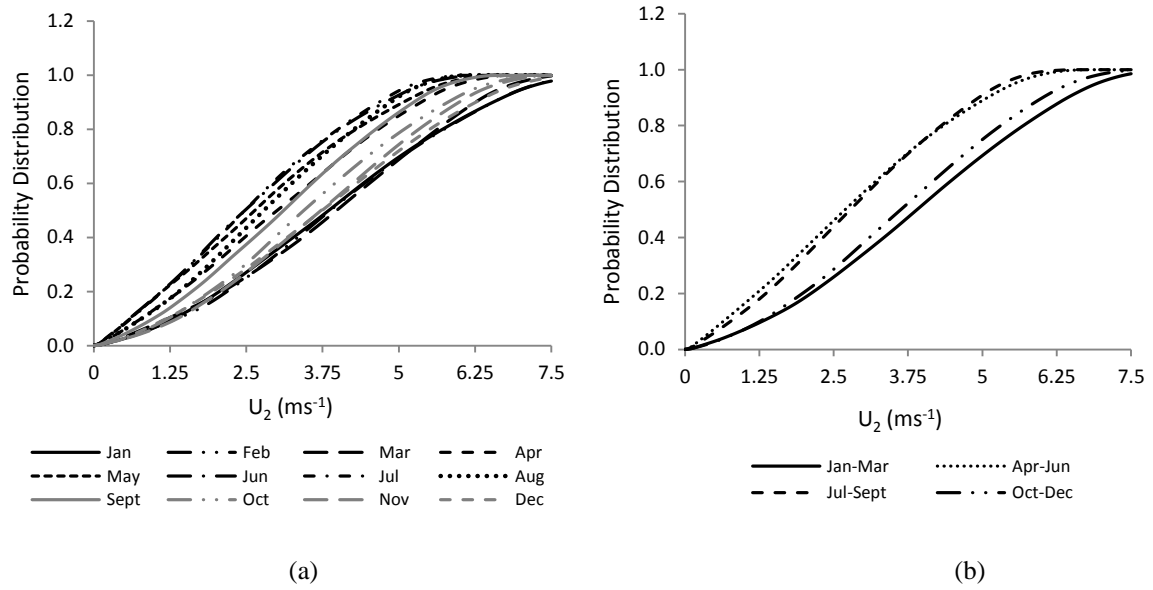 1.2
1.0
0.8
0.6
0.4
0.2
0.0
Probability Distribution
0 1.25 2.5 3.75 5 6.25 7.5
U₂ (ms⁻¹)
Jan Feb Mar Apr
May Jun Jul Aug
Sept Oct Nov Dec
(a)
1.2
1.0
0.8
0.6
0.4
0.2
0.0
Probability Distribution
0 1.25 2.5 3.75 5 6.25 7.5
U₂ (ms⁻¹)
Jan-Mar Apr-Jun
Jul-Sept Oct-Dec
(b)